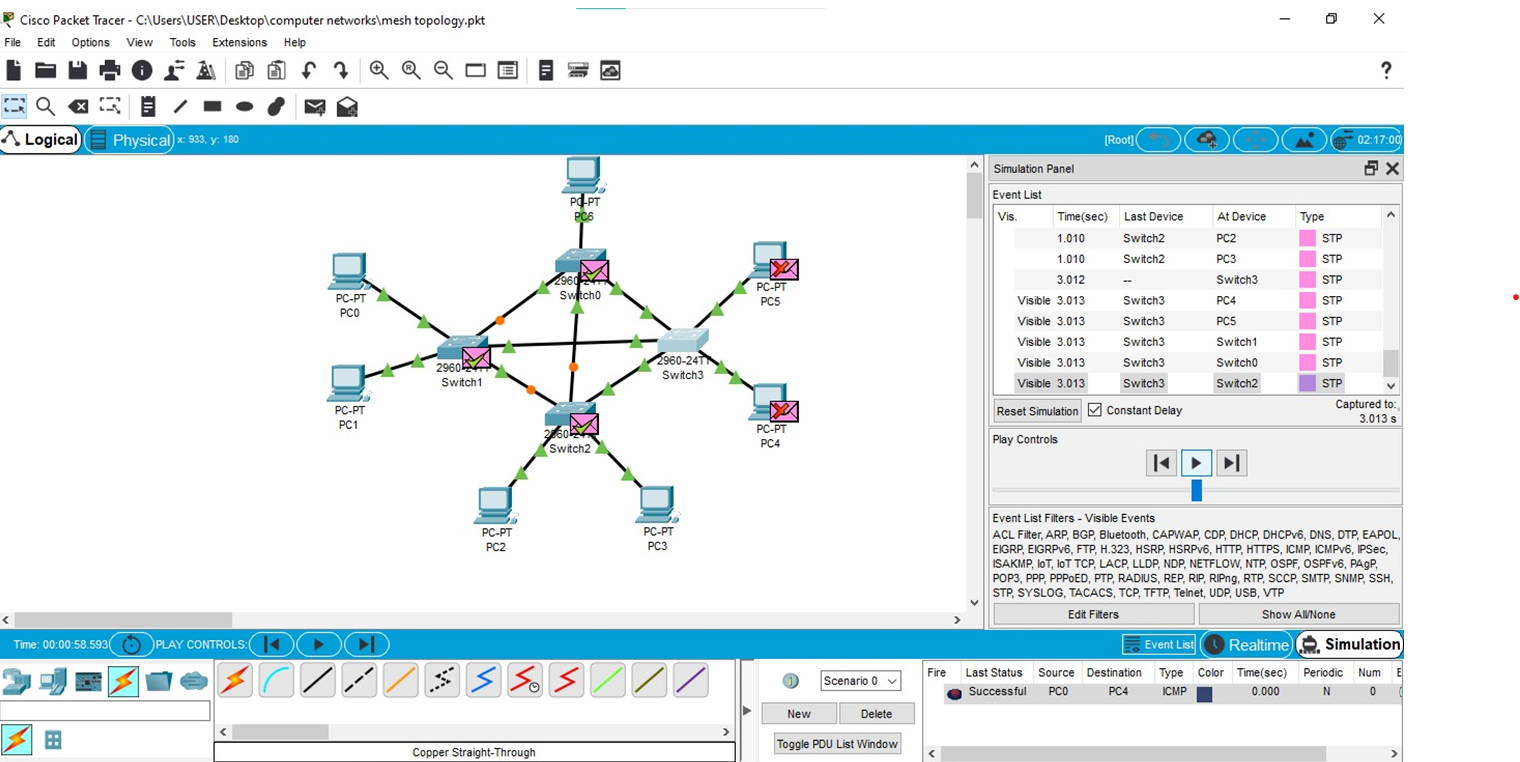 Cisco Packet Tracer - C:\Users\USER\Desktop\computer networks\mesh topology.pkt
File Edit Options View Tools Extensions Help
?
Logical Physical x: 933, y: 180 [Root] 02:17:00
PC-PT
PC6
PC-PT
PC0
PC-PT
PC5
Switch0
2960-24TT
Switch3
Switch1
PC-PT
PC1
PC-PT
PC4
Switch2
PC-PT
PC2
PC-PT
PC3
Simulation Panel
Event List
Vis. Time(sec) Last Device At Device Type
1.010 Switch2 PC2 STP
1.010 Switch2 PC3 STP
3.012 -- Switch3 STP
Visible 3.013 Switch3 PC4 STP
Visible 3.013 Switch3 PC5 STP
Visible 3.013 Switch3 Switch1 STP
Visible 3.013 Switch3 Switch0 STP
Visible 3.013 Switch3 Switch2 STP
Reset Simulation Constant Delay Captured to:
3.013 s
Play Controls
Event List Filters - Visible Events
ACL Filter, ARP, BGP, Bluetooth, CAPWAP, CDP, DHCP, DHCPv6, DNS, DTP, EAPOL,
EIGRP, EIGRPv6, FTP, H.323, HSRP, HSRPv6, HTTP, HTTPS, ICMP, ICMPv6, IPSec,
ISAKMP, IoT, IoT TCP, LACP, LLDP, NDP, NETFLOW, NTP, OSPF, OSPFv6, PAgP,
POP3, PPP, PPPoED, PTP, RADIUS, REP, RIP, RIPng, RTP, SCCP, SMTP, SNMP, SSH,
STP, SYSLOG, TACACS, TCP, TFTP, Telnet, UDP, USB, VTP
Edit Filters Show All/None
Time: 00:00:58.593 PLAY CONTROLS: Event List Realtime Simulation
Scenario 0
New Delete
Toggle PDU List Window
Copper Straight-Through
Fire Last Status Source Destination Type Color Time(sec) Periodic Num E
Successful PC0 PC4 ICMP 0.000 N 0 (